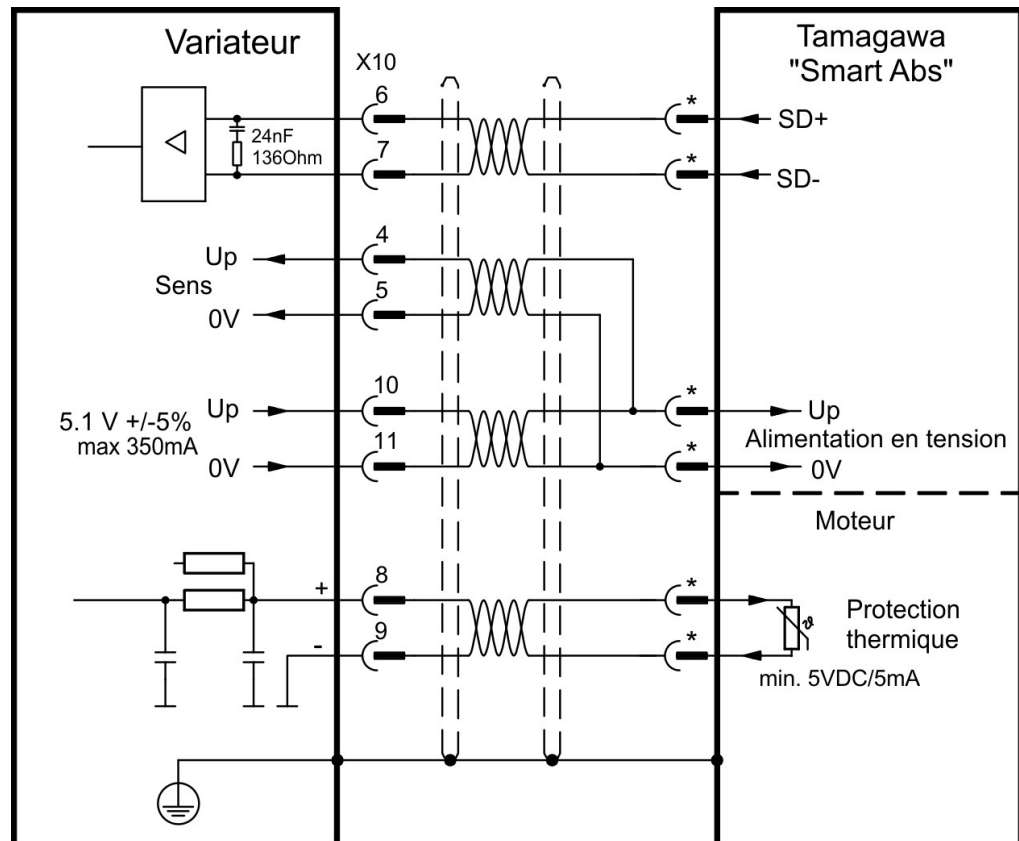 Variateur
X10
Tamagawa
"Smart Abs"
6
*
SD+
24nF
136Ohm
7
*
SD-
4
Up
Sens
5
0V
10
*
5.1 V +/-5%
max 350mA
Up
Up
Alimentation en tension
11
*
0V
0V
Moteur
8
*
+
Protection
thermique
ϑ
9
*
-
min. 5VDC/5mA